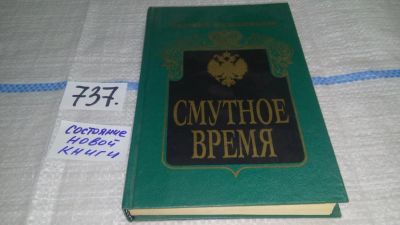 737.
СОСТОЯНИЕ
НОВОЙ
КНИГИ
СМУТНОЕ
ВРЕМЯ